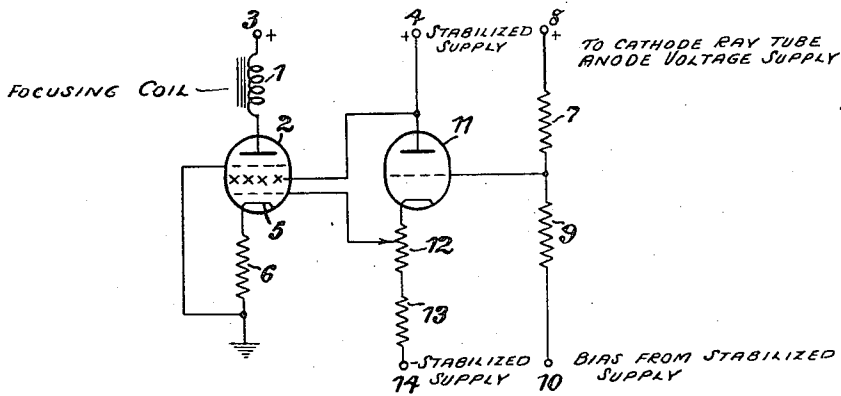 3
+
4
+
STABILIZED
SUPPLY
8
+
TO CATHODE RAY TUBE
ANODE VOLTAGE SUPPLY
FOCUSING COIL
1
2
11
7
X X X X
5
12
9
6
13
14
-STABILIZED
SUPPLY
10
BIAS FROM STABILIZED
SUPPLY